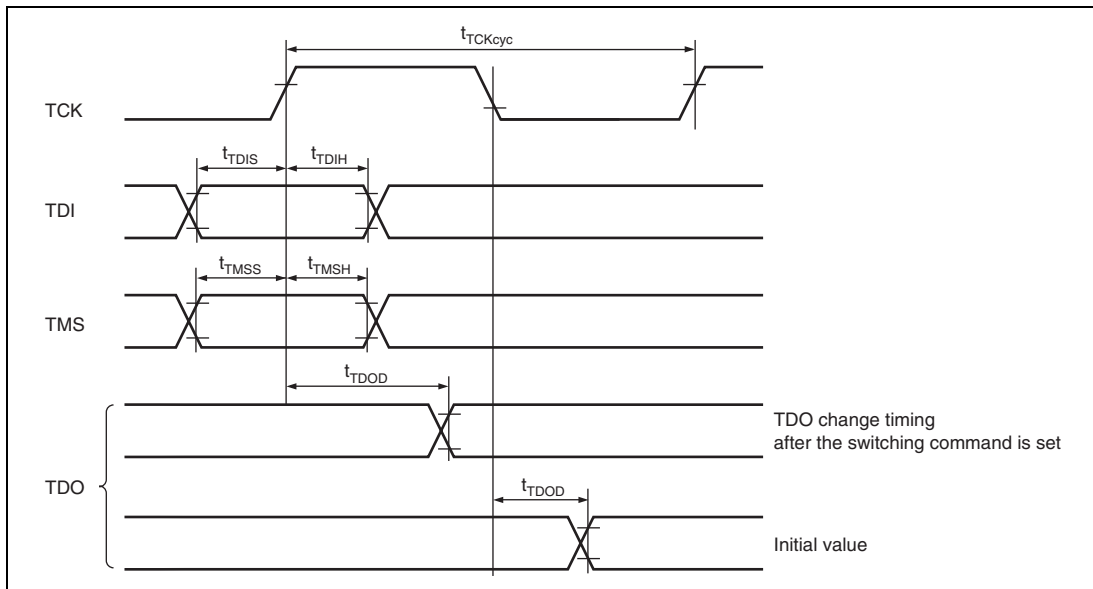 tTCKcyc
TCK
tTDIS
tTDIH
TDI
tTMSS
tTMSH
TMS
tTDOD
TDO change timing
after the switching command is set
TDO
tTDOD
Initial value